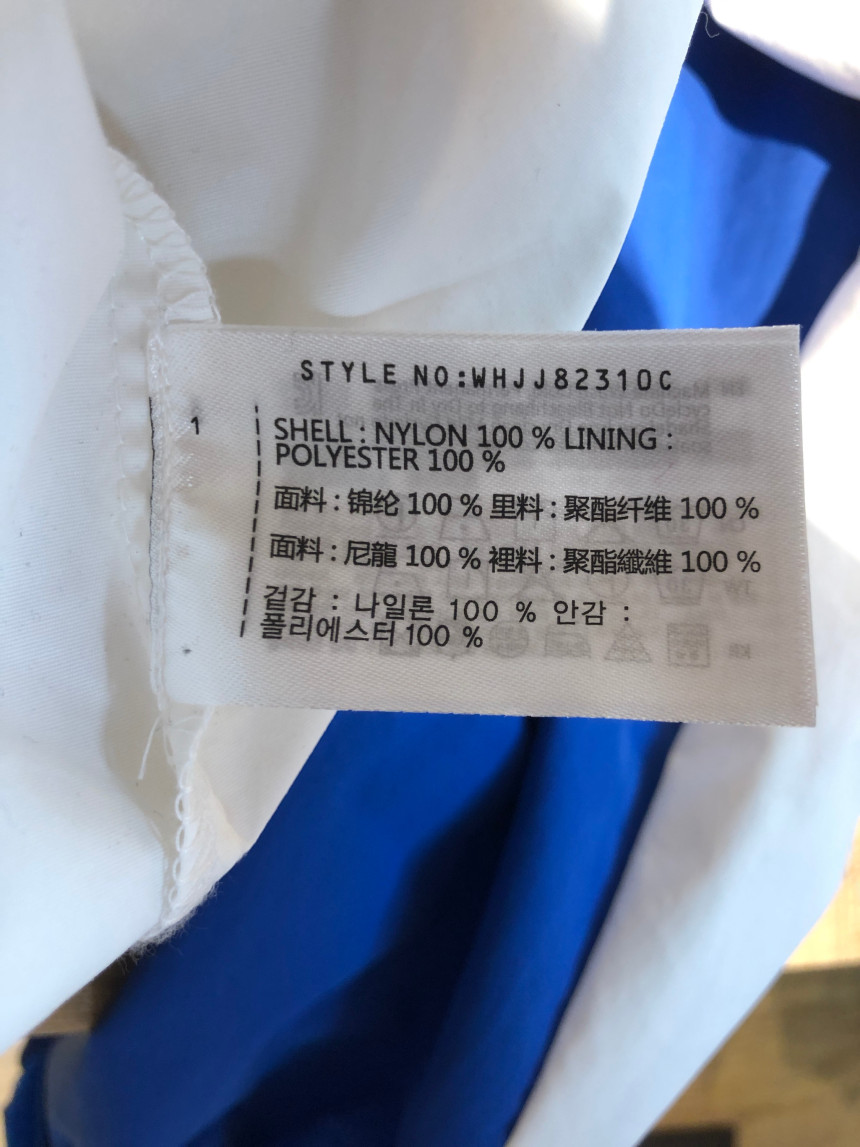 STYLE NO:WHJJ82310C
1
SHELL : NYLON 100 % LINING :
POLYESTER 100 %
面料 : 锦纶 100 % 里料 : 聚酯纤维 100 %
面料 : 尼龍 100 % 裡料 : 聚酯纖維 100 %
겉감 : 나일론 100 % 안감 :
폴리에스터 100 %